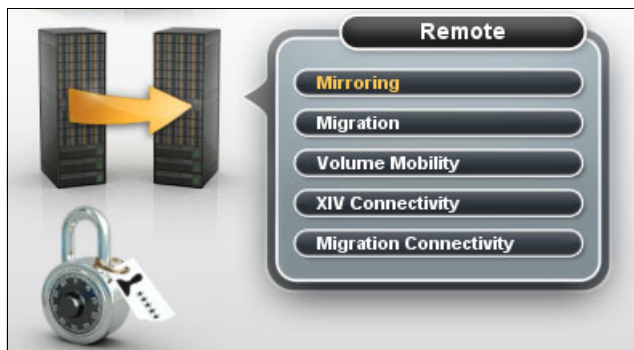 Remote
Mirroring
Migration
Volume Mobility
XIV Connectivity
Migration Connectivity
*****